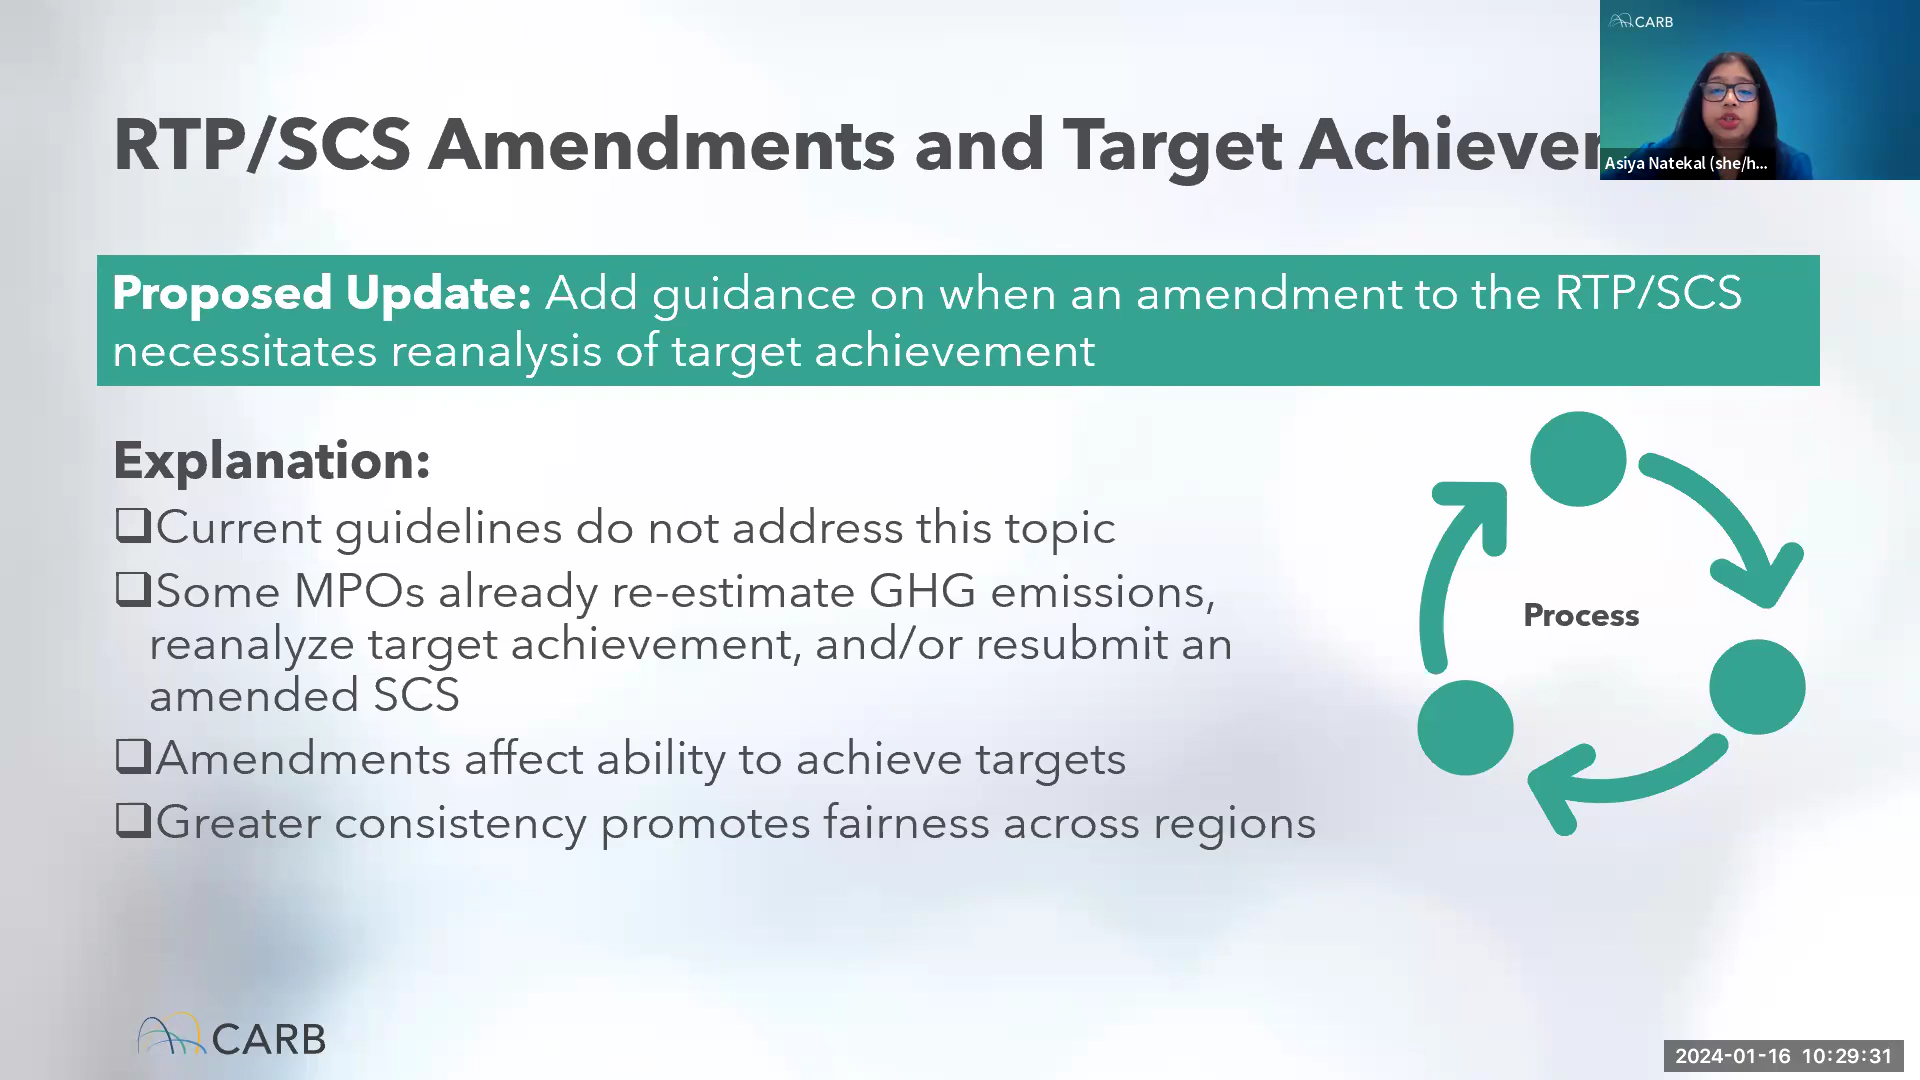 CARB
RTP/SCS Amendments and Target Achiever
Asiya Natekal (she/h...
Proposed Update: Add guidance on when an amendment to the RTP/SCS
necessitates reanalysis of target achievement
Explanation:
Current guidelines do not address this topic
Some MPOs already re-estimate GHG emissions,
reanalyze target achievement, and/or resubmit an
amended SCS
Amendments affect ability to achieve targets
Greater consistency promotes fairness across regions
Process
CARB
2024-01-16 10:29:31